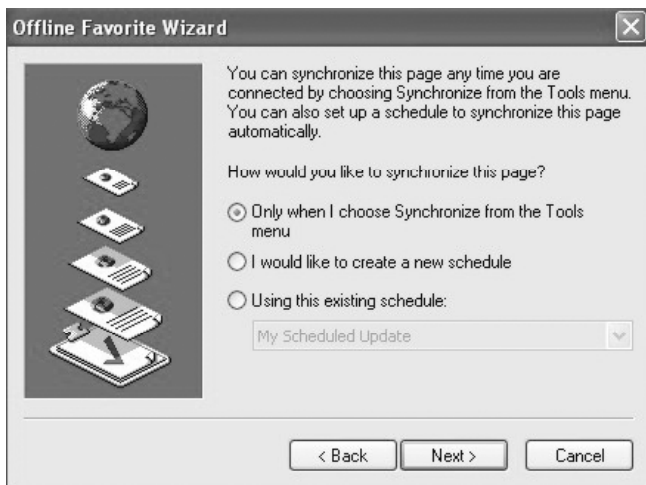 Offline Favorite Wizard
You can synchronize this page any time you are
connected by choosing Synchronize from the Tools menu.
You can also set up a schedule to synchronize this page
automatically.
How would you like to synchronize this page?
Only when I choose Synchronize from the Tools
menu
I would like to create a new schedule
Using this existing schedule:
My Scheduled Update
< Back
Next >
Cancel